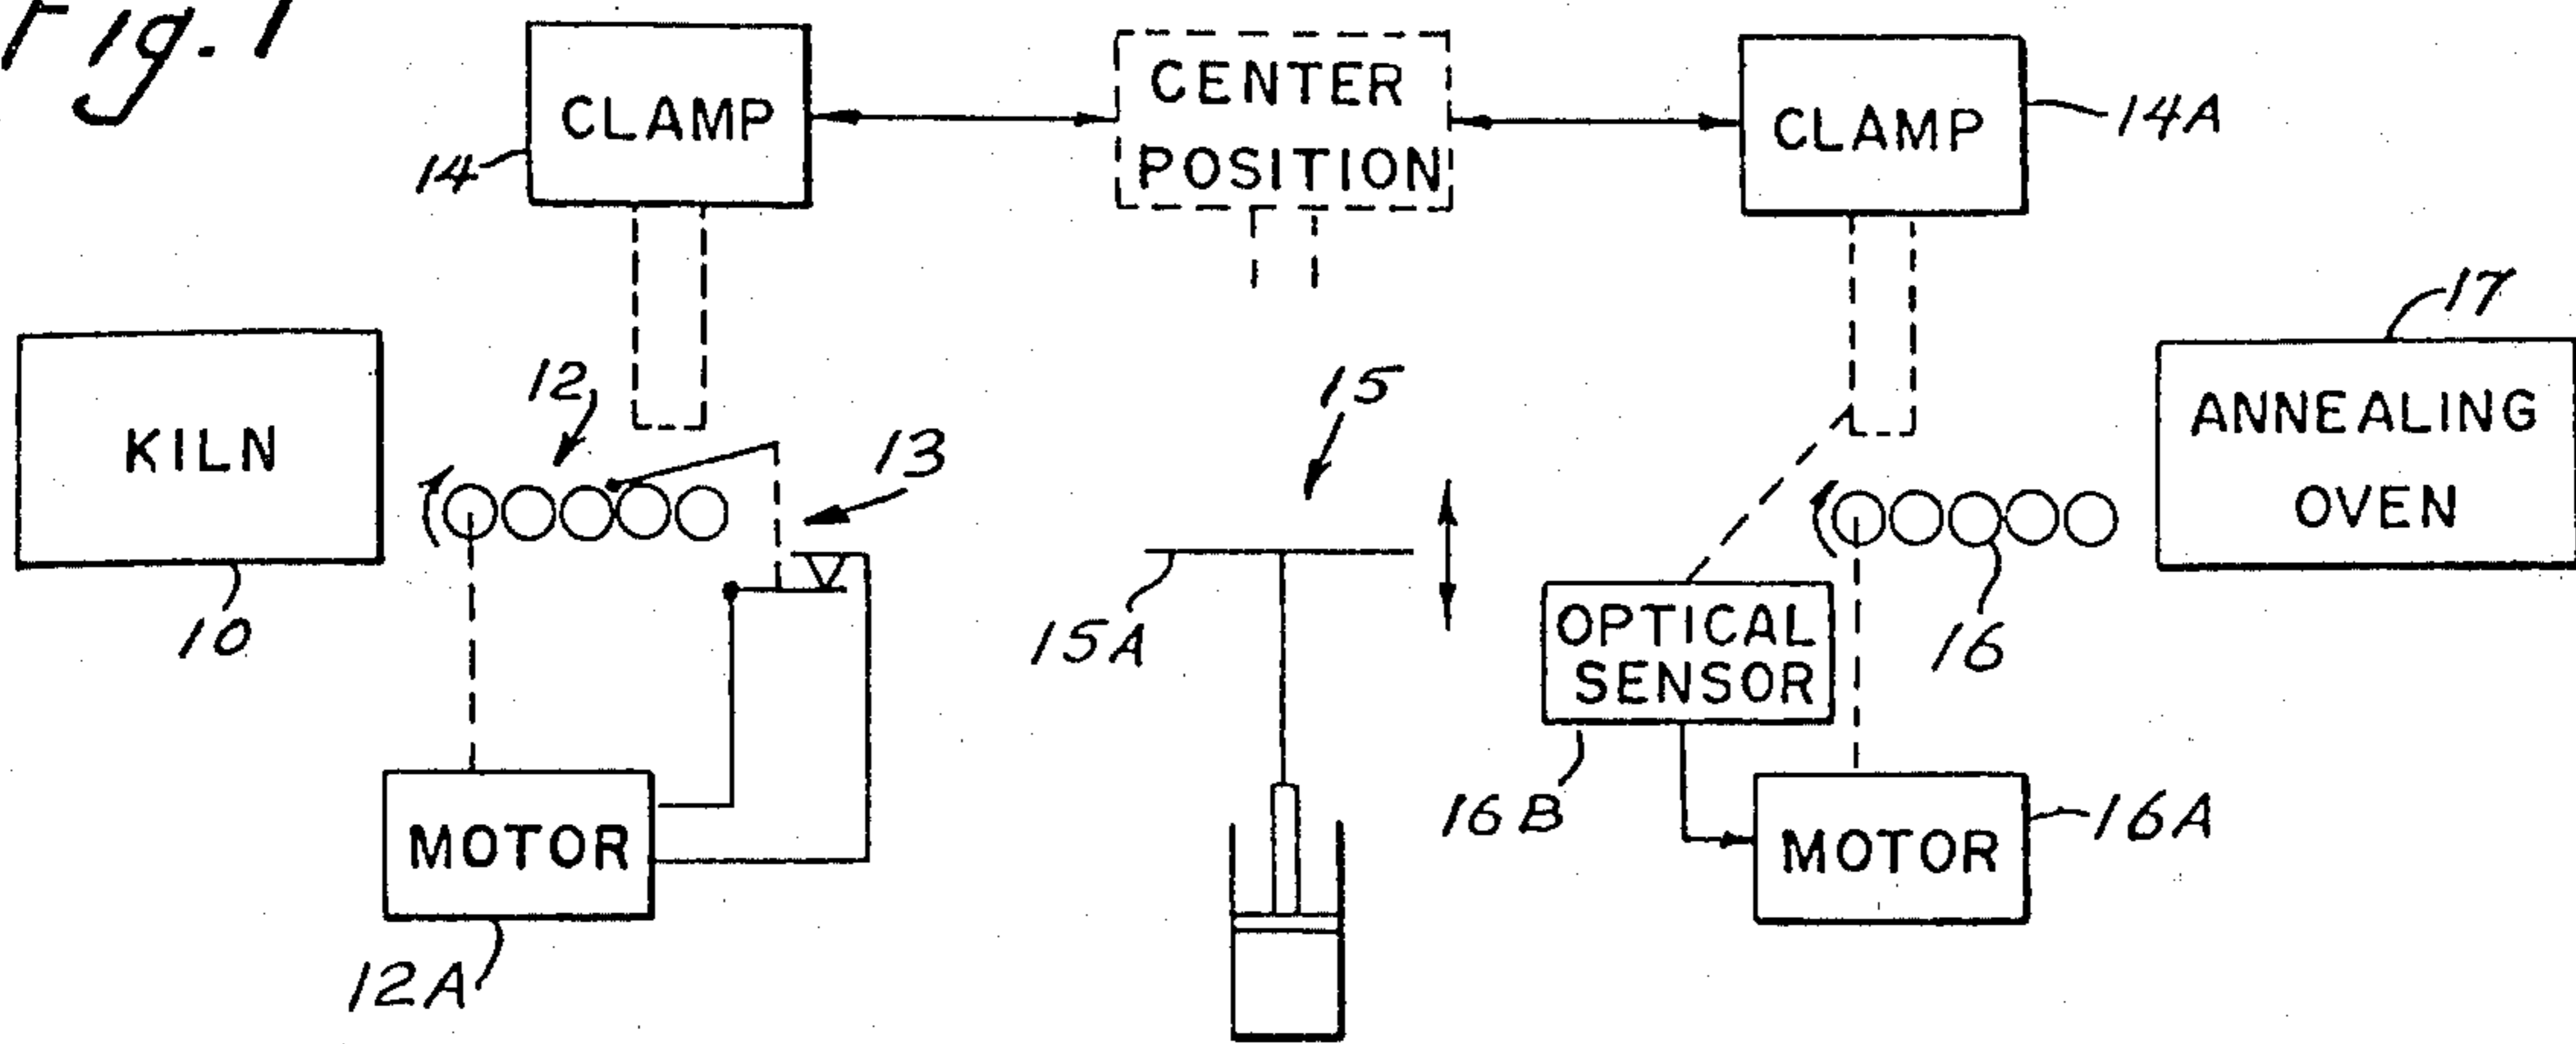 Fig. 1
CLAMP
14
CENTER
POSITION
CLAMP
14A
KILN
10
12
13
15
15A
17
ANNEALING
OVEN
OPTICAL
SENSOR
16
16B
MOTOR
12A
MOTOR
16A